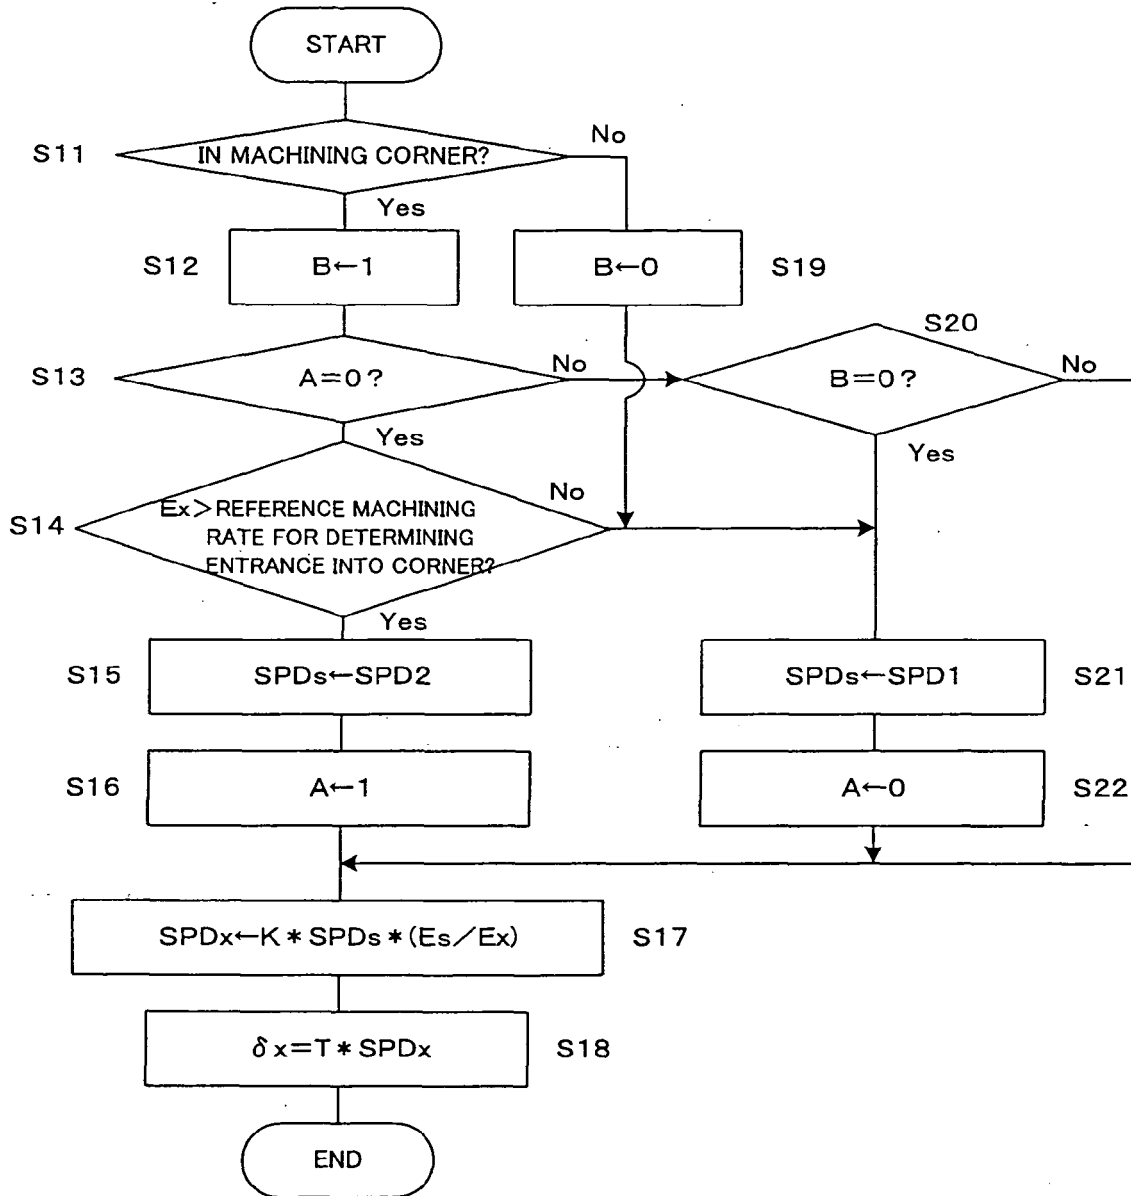 START
No
S11
IN MACHINING CORNER?
Yes
S12
B←1
B←0
S19
S20
No
No
S13
A=0?
B=0?
Yes
Yes
No
S14
Ex>REFERENCE MACHINING
RATE FOR DETERMINING
ENTRANCE INTO CORNER?
Yes
S15
SPDs←SPD2
SPDs←SPD1
S21
S16
A←1
A←0
S22
SPDx←K*SPDs*(Es/Ex)
S17
δx=T*SPDx
S18
END